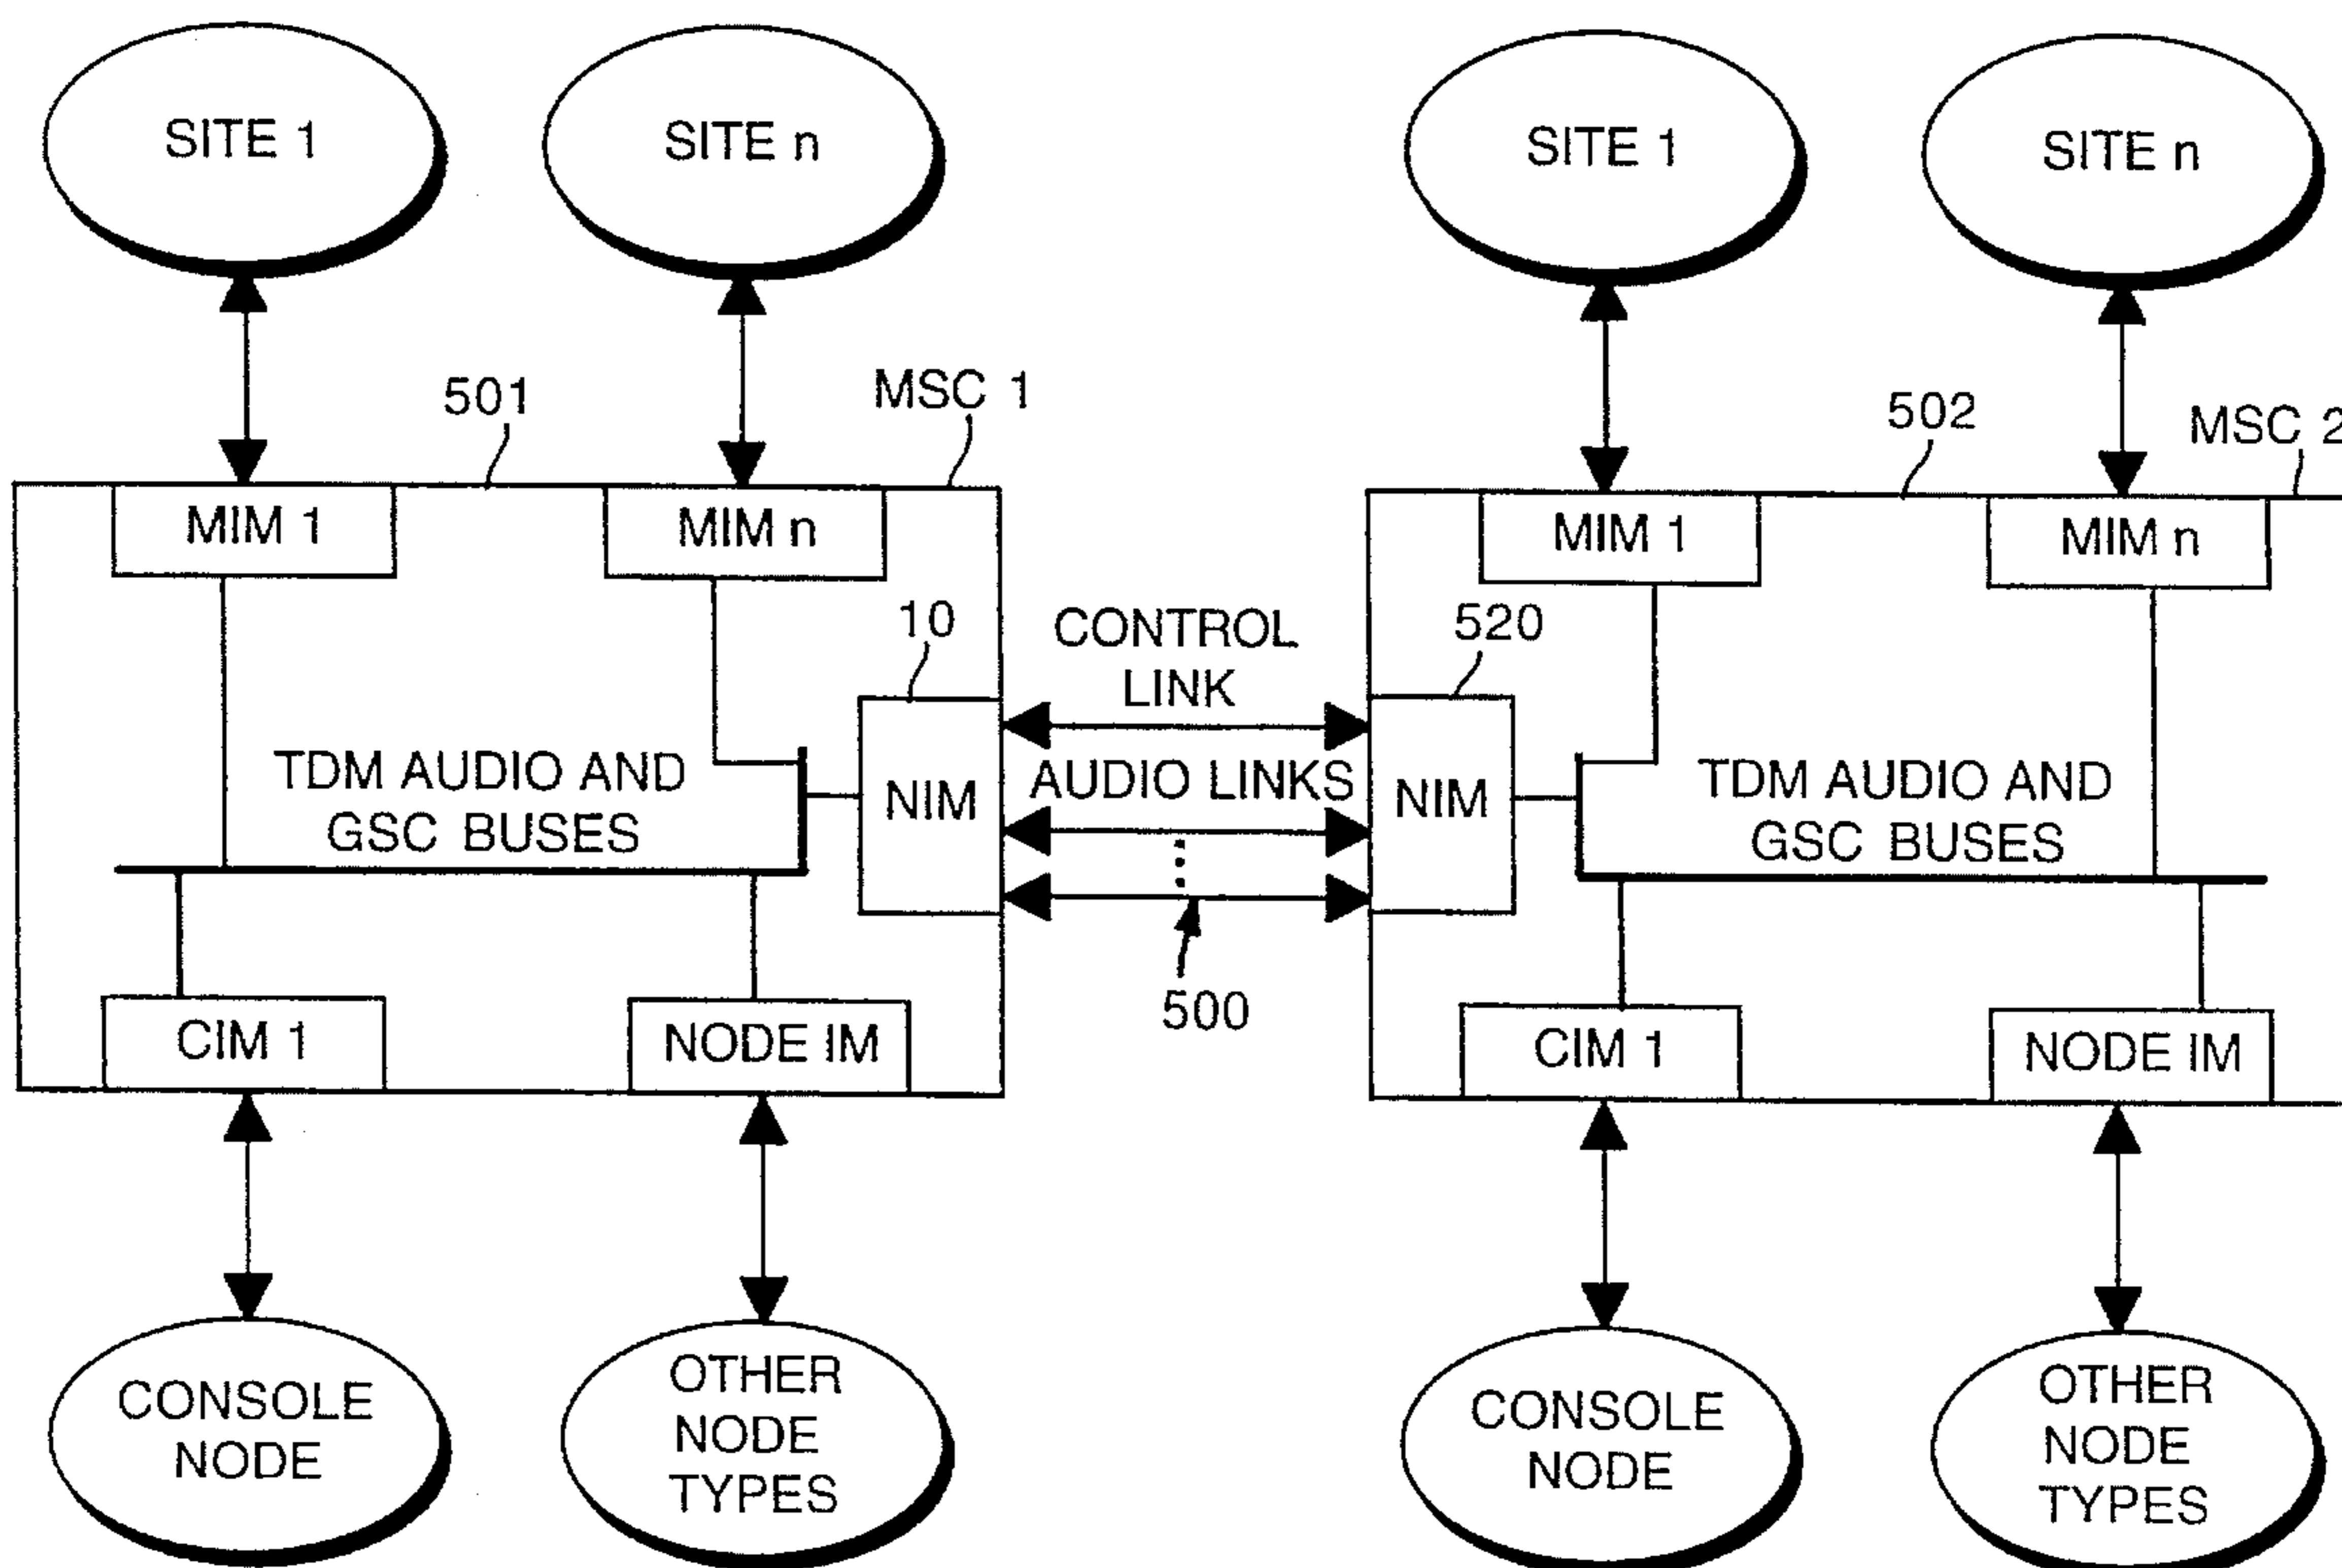 SITE 1
SITE n
SITE 1
SITE n
501
MSC 1
502
MSC 2
MIM 1
MIM n
MIM 1
MIM n
10
CONTROL
LINK
520
TDM AUDIO AND
GSC BUSES
NIM
AUDIO LINKS
NIM
TDM AUDIO AND
GSC BUSES
500
CIM 1
NODE IM
CIM 1
NODE IM
CONSOLE
NODE
OTHER
NODE
TYPES
CONSOLE
NODE
OTHER
NODE
TYPES